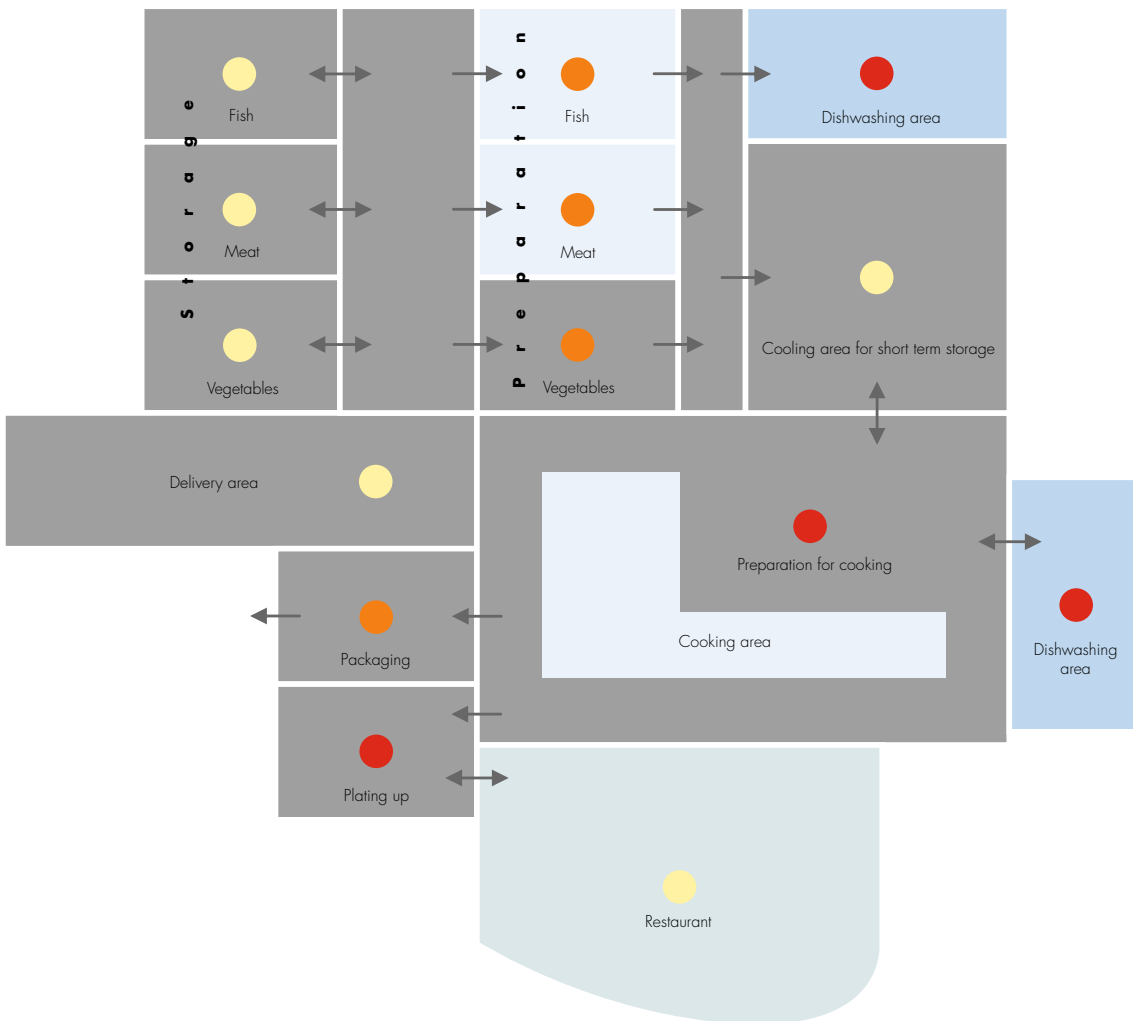 Storage
Preparation
Fish
Fish
Dishwashing area
Meat
Meat
Cooling area for short term storage
Vegetables
Vegetables
Delivery area
Preparation for cooking
Cooking area
Packaging
Dishwashing
area
Plating up
Restaurant